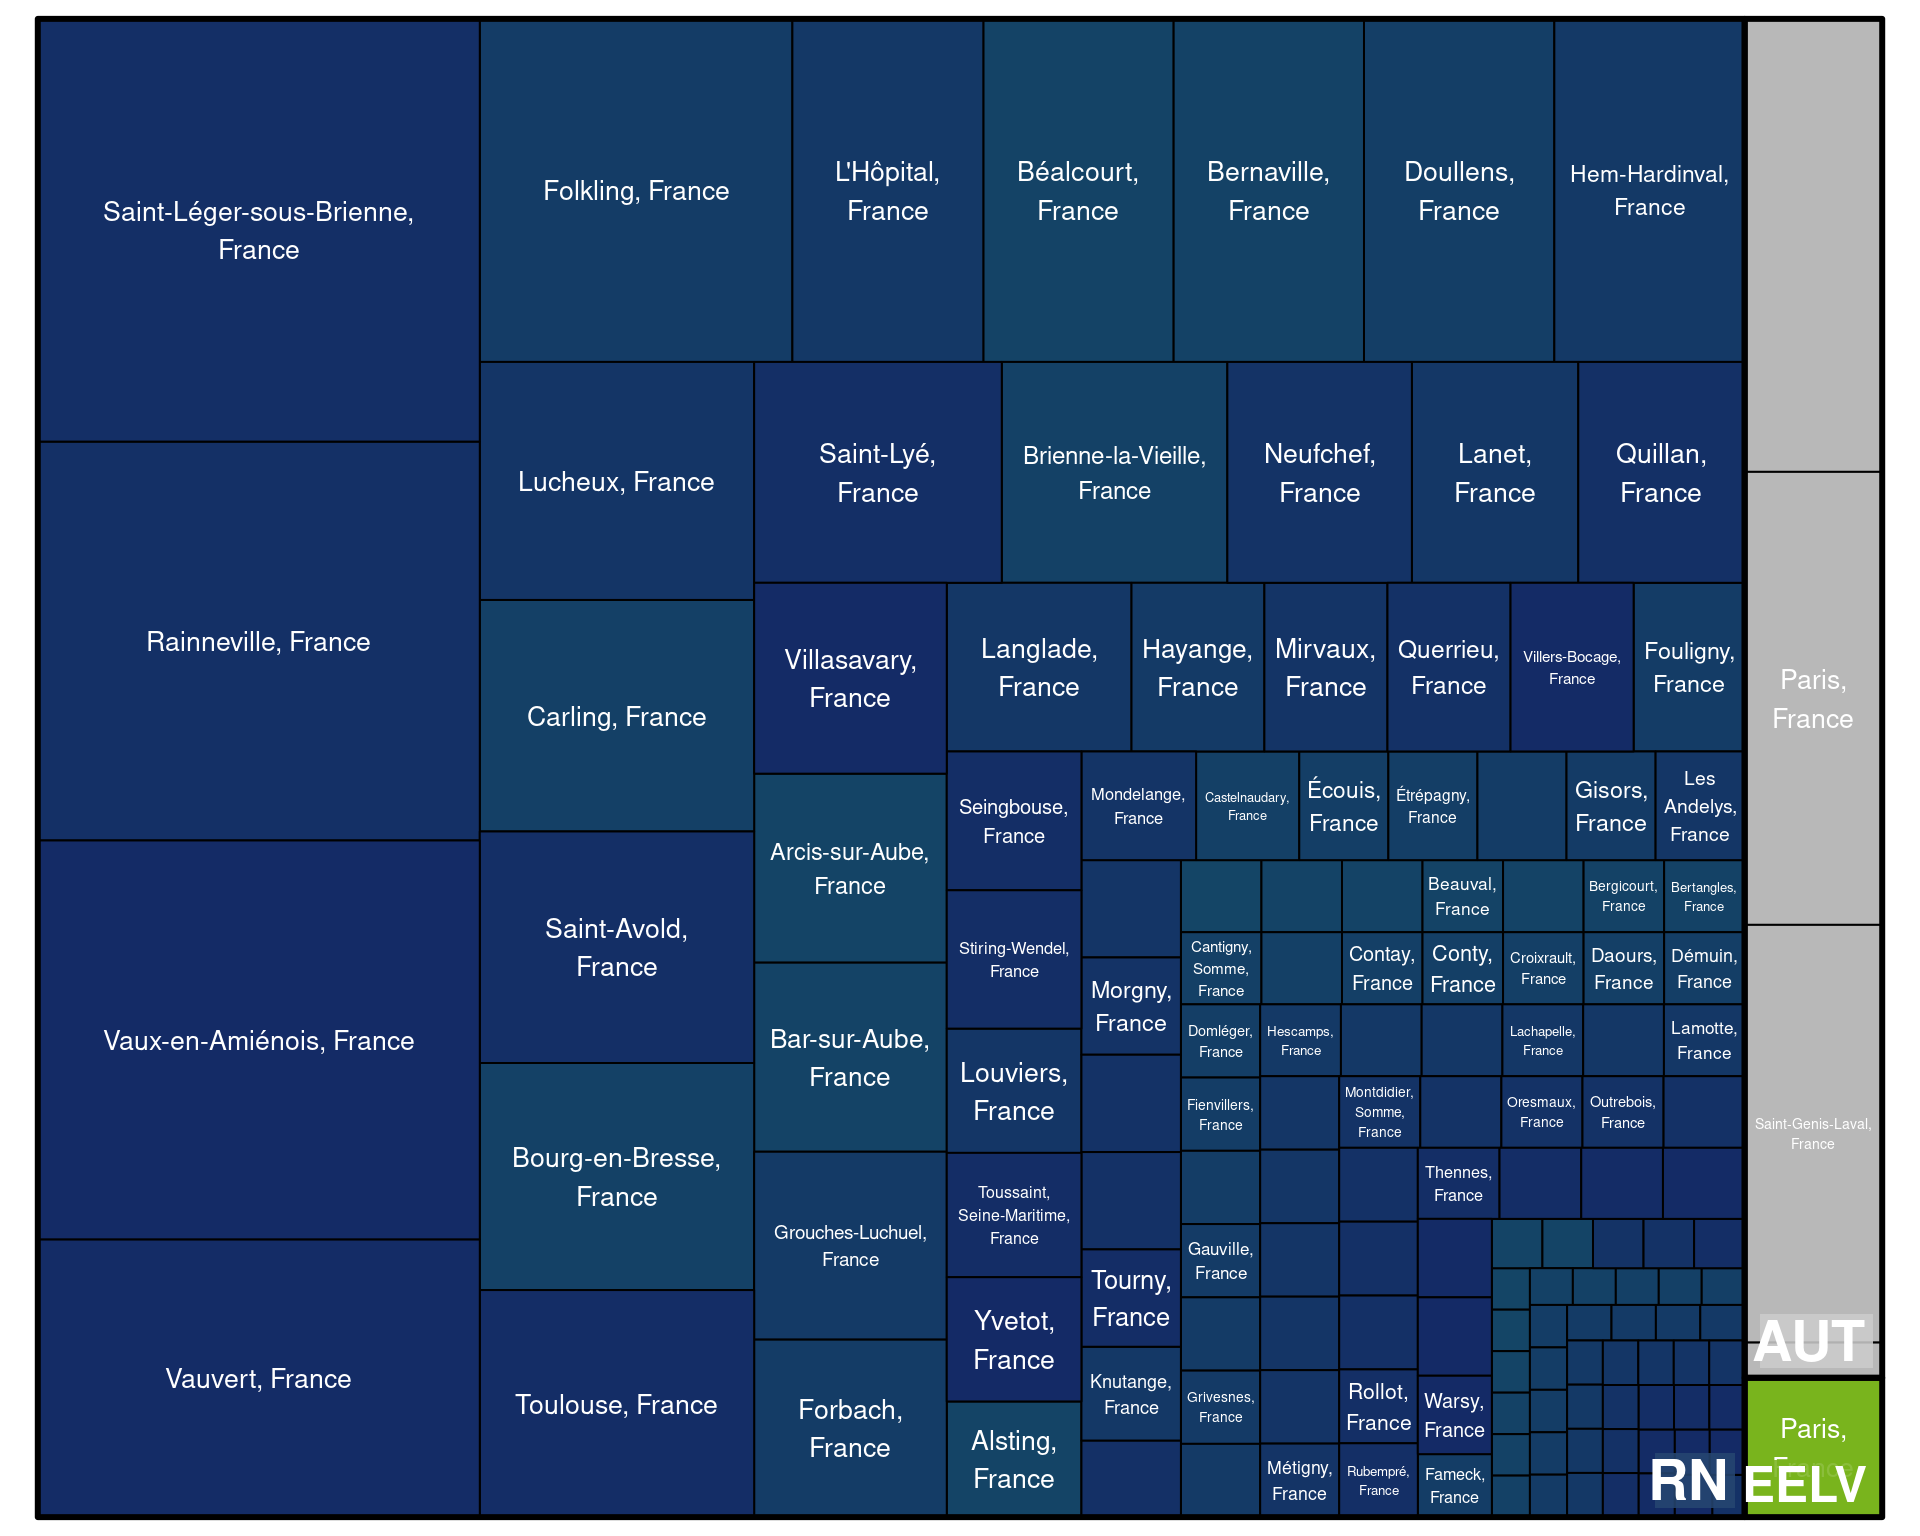 Saint-Léger-sous-Brienne,
France
Rainneville, France
Vaux-en-Amiénois, France
Vauvert, France
Folkling, France
L'Hôpital,
France
Béalcourt,
France
Bernaville,
France
Doullens,
France
Hem-Hardinval,
France
Lucheux, France
Carling, France
Saint-Avold,
France
Bourg-en-Bresse,
France
Toulouse, France
Saint-Lyé,
France
Brienne-la-Vieille,
France
Neufchef,
France
Lanet,
France
Quillan,
France
Villasavary,
France
Arcis-sur-Aube,
France
Bar-sur-Aube,
France
Grouches-Luchuel,
France
Forbach,
France
Langlade,
France
Hayange,
France
Mirvaux,
France
Querrieu,
France
Villers-Bocage,
France
Fouligny,
France
Seingbouse,
France
Stiring-Wendel,
France
Louviers,
France
Toussaint,
Seine-Maritime,
France
Yvetot,
France
Alsting,
France
Mondelange,
France
Castelnaudary,
France
Écouis,
France
Étrépagny,
France
Gisors,
France
Les
Andelys,
France
Morgny,
France
Tourny,
France
Knutange,
France
Beauval,
France
Bergicourt,
France
Bertangles,
France
Cantigny,
Somme,
France
Contay,
France
Conty,
France
Croixrault,
France
Daours,
France
Démuin,
France
Domléger,
France
Hescamps,
France
Lachapelle,
France
Lamotte,
France
Fienvillers,
France
Montdidier,
Somme,
France
Oresmaux,
France
Outrebois,
France
Thennes,
France
Gauville,
France
Grivesnes,
France
Rollot,
France
Warsy,
France
Métigny,
France
Rubempré,
France
Fameck,
France
RN
Paris,
France
Saint-Genis-Laval,
France
AUT
Paris,
France
EELV